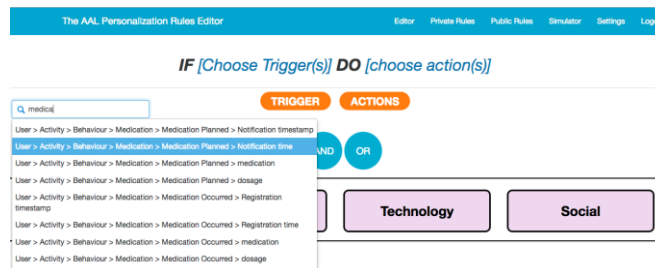 The AAL Personalization Rules Editor Editor Private Rules Public Rules Simulator Settings
IF [Choose Trigger(s)] DO [choose action(s)]
TRIGGER ACTIONS
medica
User > Activity > Behaviour > Medication > Medication Planned > Notification timestamp
User > Activity > Behaviour > Medication > Medication Planned > Notification time
OR
User > Activity > Behaviour > Medication > Medication Planned > medication
User > Activity > Behaviour > Medication > Medication Planned > dosage
User > Activity > Behaviour > Medication > Medication Occurred > Registration
timestamp
User > Activity > Behaviour > Medication > Medication Occurred > Registration time
User > Activity > Behaviour > Medication > Medication Occurred > medication
User > Activity > Behaviour > Medication > Medication Occurred > dosage
Technology Social